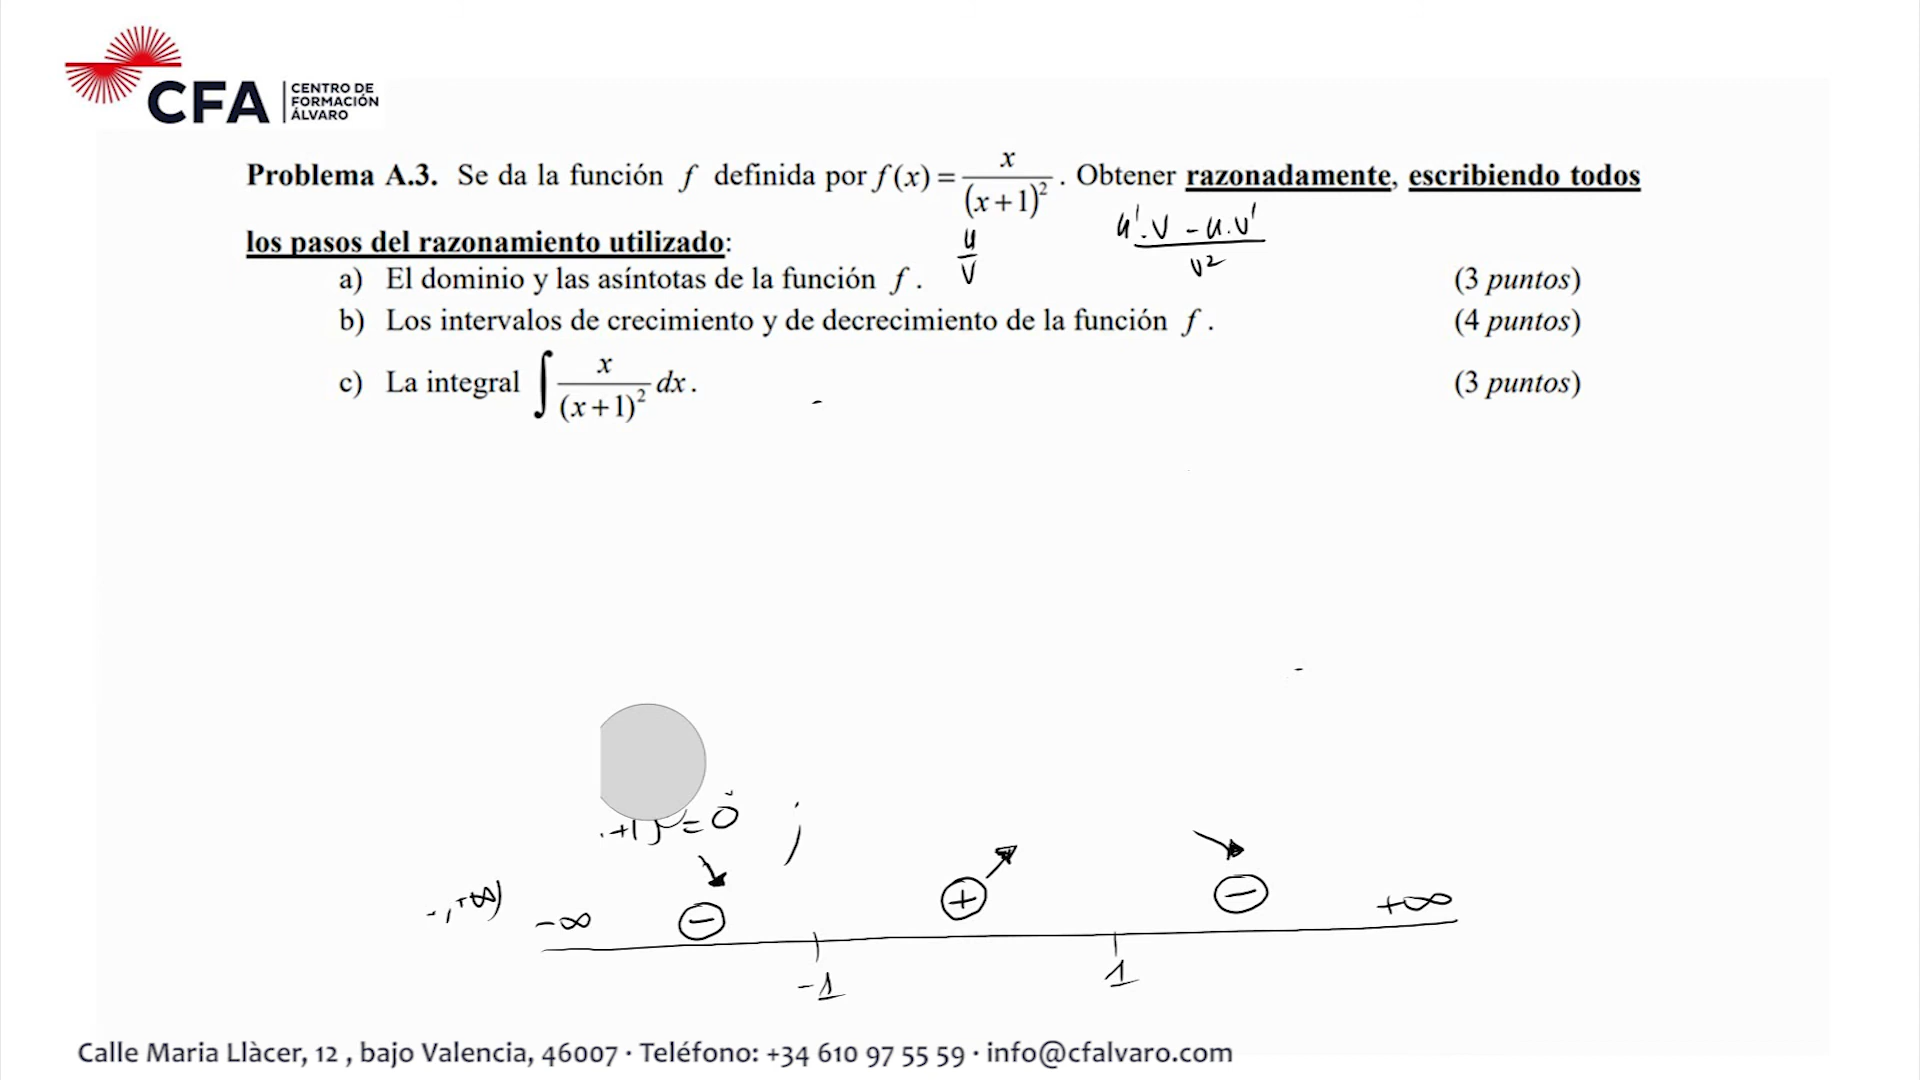 CFA CENTRO DE FORMACIÓN ÁLVARO
Problema A.3. Se da la función f definida por f(x) = x/(x+1)². Obtener razonadamente, escribiendo todos
los pasos del razonamiento utilizado:
u/v
u'.v - u.v' / v²
a) El dominio y las asíntotas de la función f. (3 puntos)
b) Los intervalos de crecimiento y de decrecimiento de la función f. (4 puntos)
c) La integral ∫ x/(x+1)² dx. (3 puntos)
= 0 ;
, +∞) -∞ - + - +∞
-1 1
Calle Maria Llàcer, 12 , bajo Valencia, 46007 · Teléfono: +34 610 97 55 59 · info@cfalvaro.com